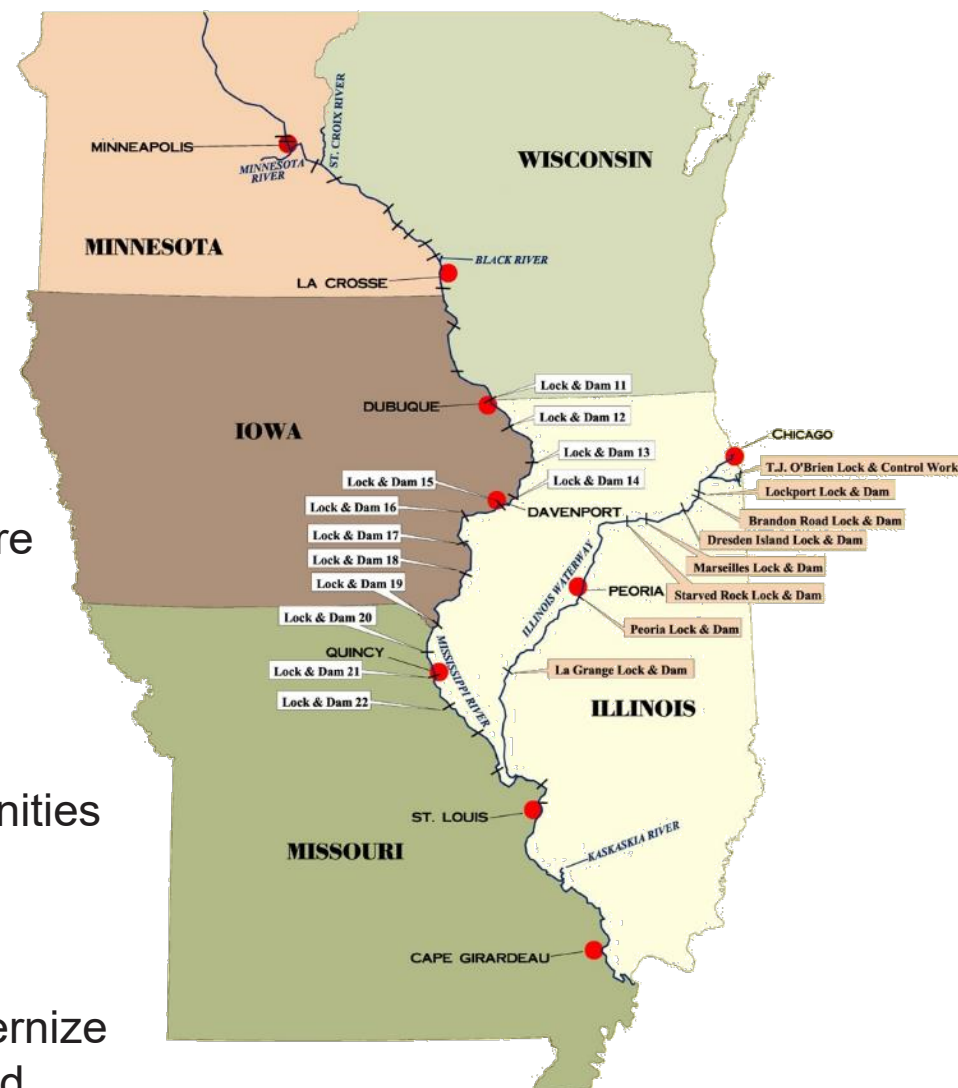 MINNEAPOLIS
ST. CROIX RIVER
MINNESOTA
RIVER
WISCONSIN
MINNESOTA
BLACK RIVER
LA CROSSE
Lock & Dam 11
DUBUQUE
Lock & Dam 12
IOWA
CHICAGO
Lock & Dam 13
T.J. O'Brien Lock & Control Work
Lock & Dam 15
Lock & Dam 14
Lockport Lock & Dam
Lock & Dam 16
DAVENPORT
Brandon Road Lock & Dam
Lock & Dam 17
Dresden Island Lock & Dam
re
Lock & Dam 18
Marseilles Lock & Dam
ILLINOIS WATERWAY
Lock & Dam 19
PEORIA
Starved Rock Lock & Dam
Lock & Dam 20
Peoria Lock & Dam
QUINCY
MISSISSIPPI RIVER
Lock & Dam 21
La Grange Lock & Dam
Lock & Dam 22
ILLINOIS
nities
ST. LOUIS
MISSOURI
KASKASKIA RIVER
CAPE GIRARDEAU
ernize
d